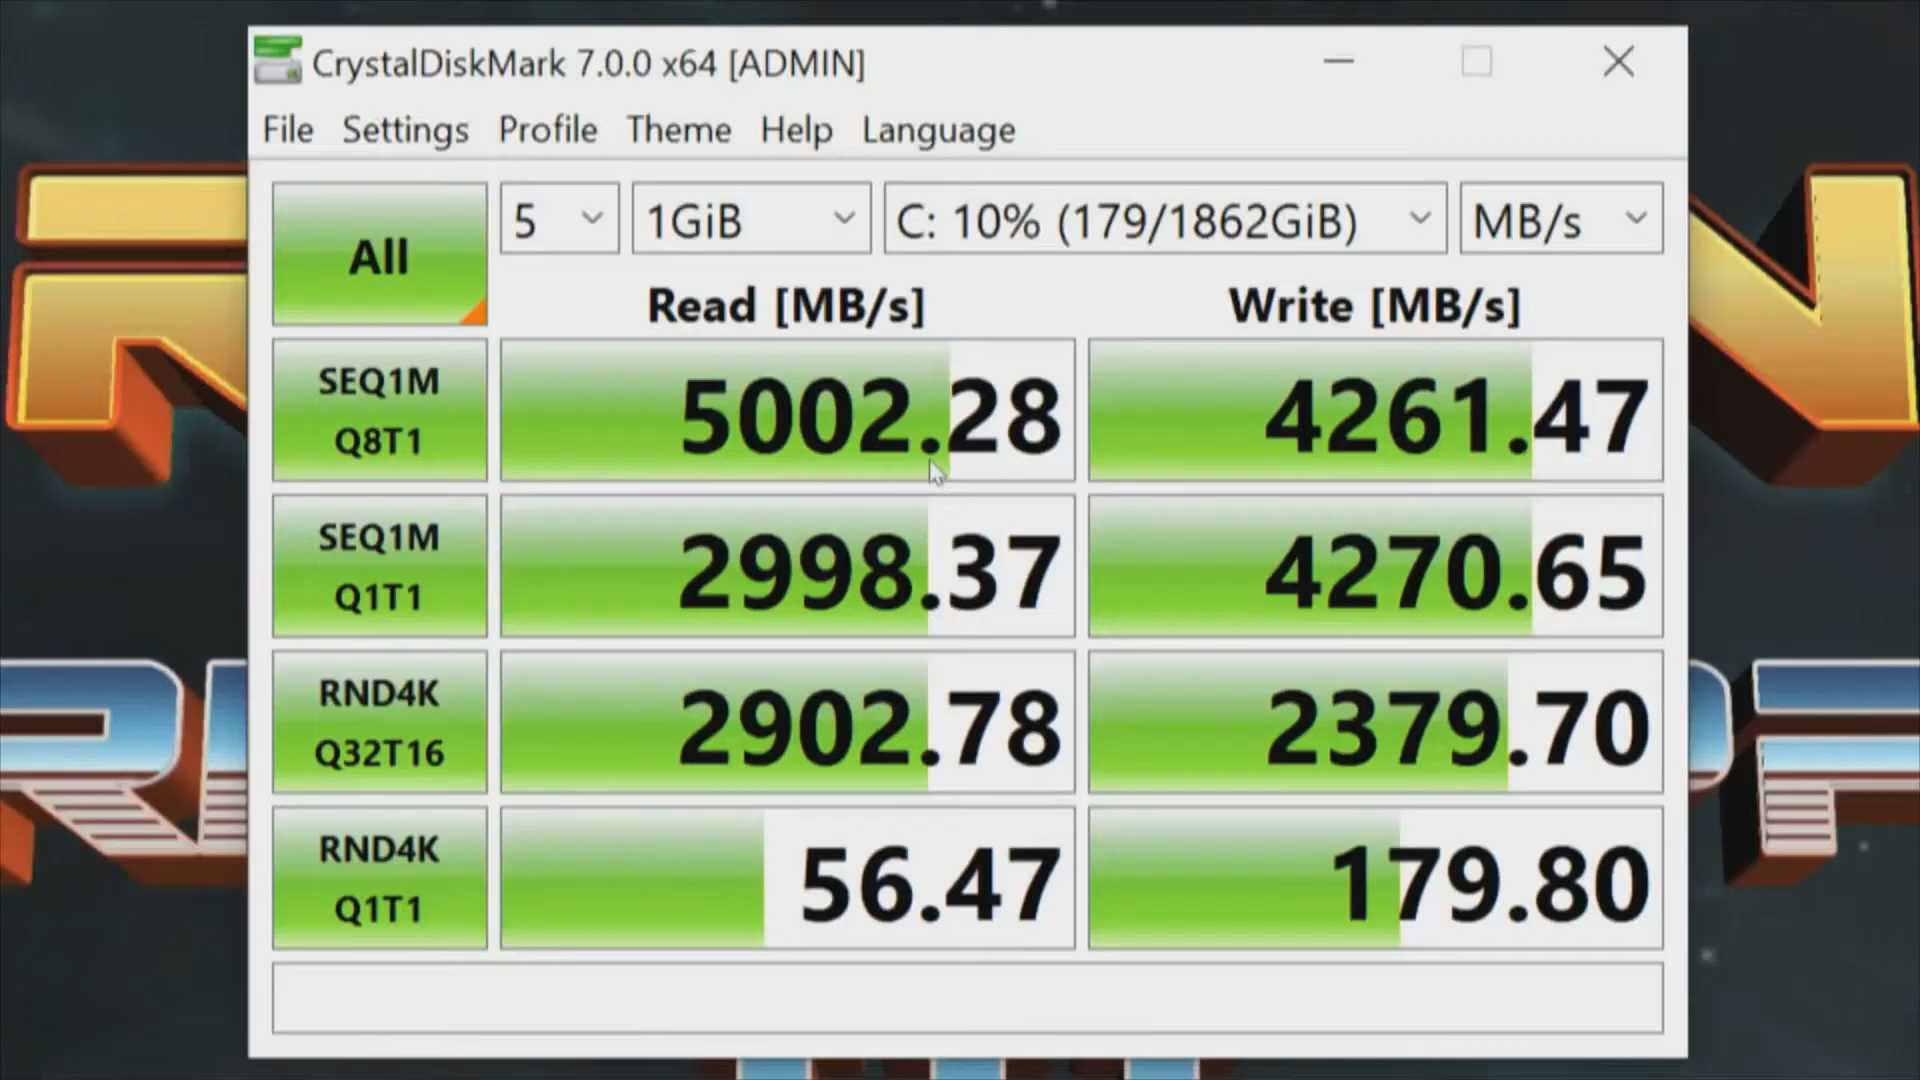 CrystalDiskMark 7.0.0 x64 [ADMIN]
File Settings Profile Theme Help Language
All
5
1GiB
C: 10% (179/1862GiB)
MB/s
Read [MB/s]
Write [MB/s]
SEQ1M
Q8T1
5002.28
4261.47
SEQ1M
Q1T1
2998.37
4270.65
RND4K
Q32T16
2902.78
2379.70
RND4K
Q1T1
56.47
179.80